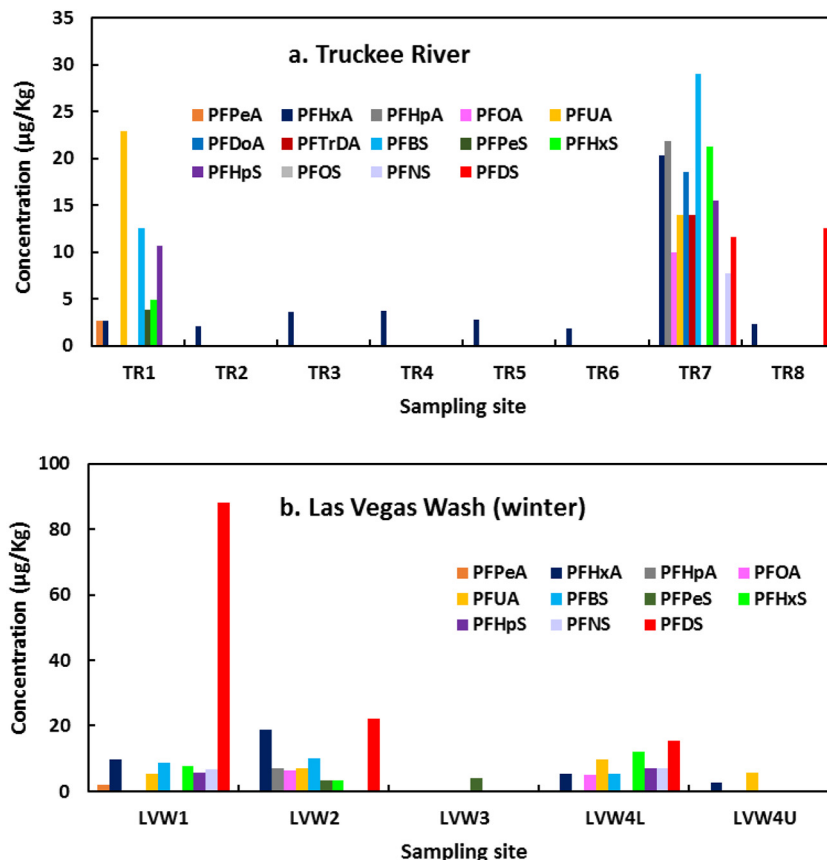 a. Truckee River
Concentration (µg/Kg)
35
30
25
20
15
10
5
0
PFPeA PFHxA PFHpA PFOA PFUA
PFDoA PFTrDA PFBS PFPeS PFHxS
PFHpS PFOS PFNS PFDS
TR1 TR2 TR3 TR4 TR5 TR6 TR7 TR8
Sampling site
b. Las Vegas Wash (winter)
Concentration (µg/Kg)
100
80
60
40
20
0
PFPeA PFHxA PFHpA PFOA
PFUA PFBS PFPeS PFHxS
PFHpS PFNS PFDS
LVW1 LVW2 LVW3 LVW4L LVW4U
Sampling site